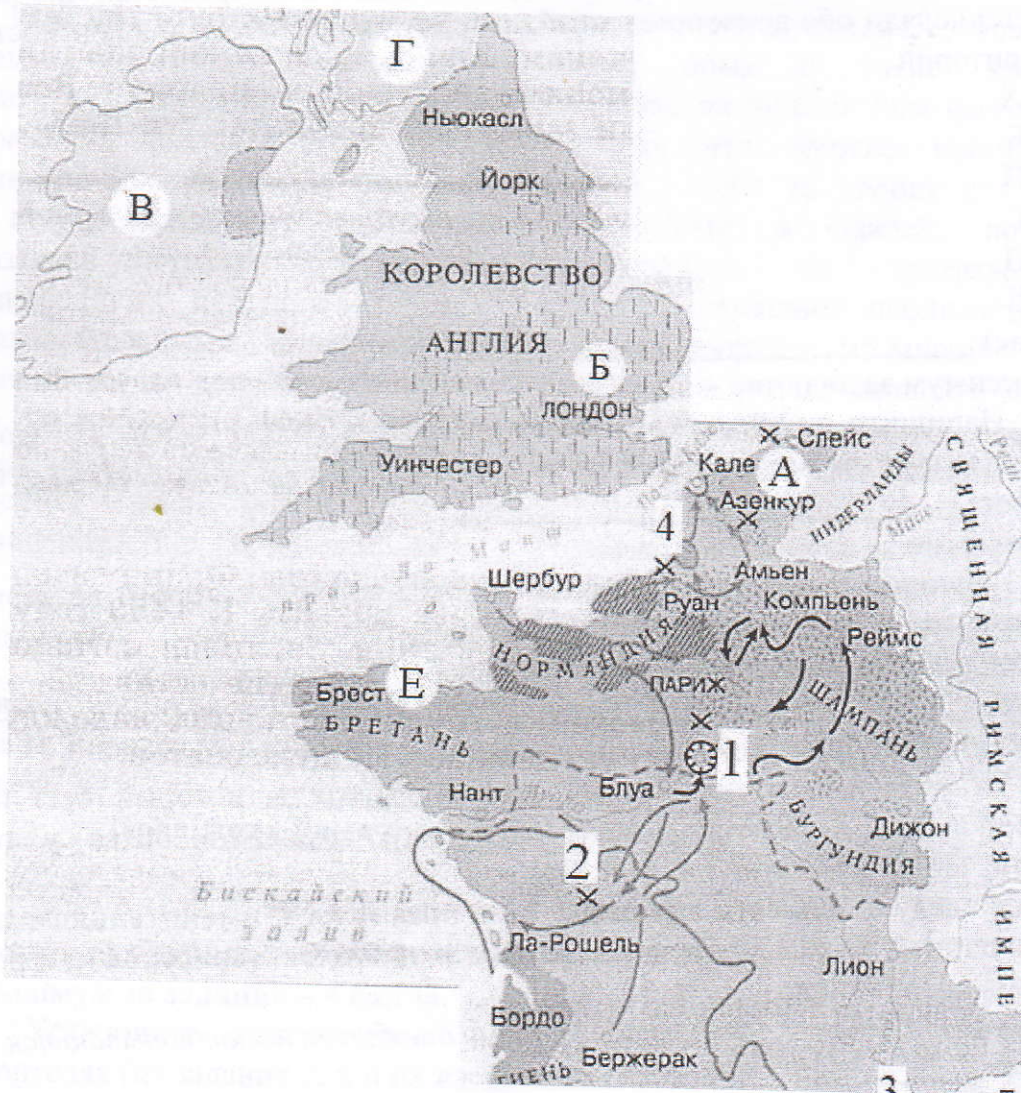 Г
Ньюкасл
Йорк
В
КОРОЛЕВСТВО
АНГЛИЯ
Б
ЛОНДОН
Уинчестер
Слейс
Кале
А
Азенкур
НИДЕРЛАНДЫ
Маас
СВЯЩЕННАЯ
РИМСКАЯ
ИМПЕ
4
Шербур
Амьен
Руан
Компьень
Реймс
НОРМАНДИЯ
ПАРИЖ
ШАМПАНЬ
Е
Брест
БРЕТАНЬ
1
Нант
Блуа
БУРГУНДИЯ
Дижон
2
Бискайский
залив
Ла-Рошель
Лион
Бордо
Бержерак
ГИЕНЬ
3